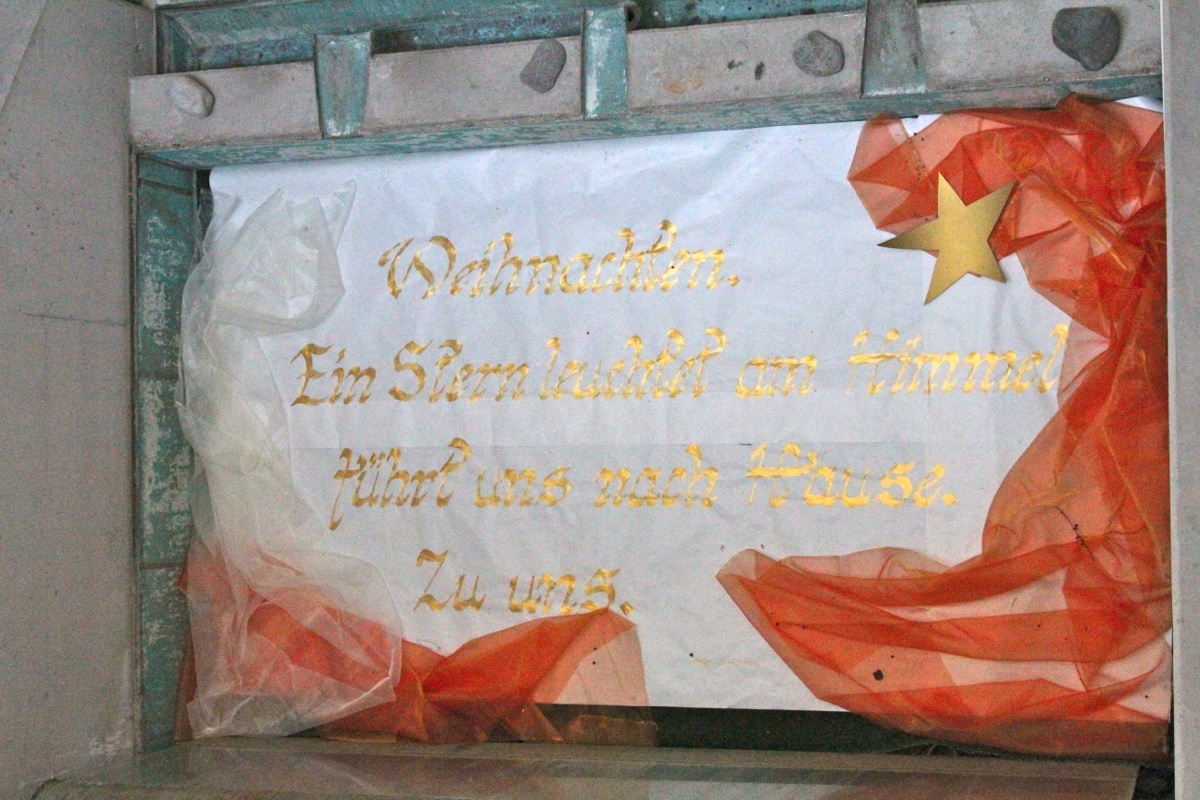 Weihnachten.
Ein Stern leuchtet am Himmel
führt uns nach Hause.
Zu uns.